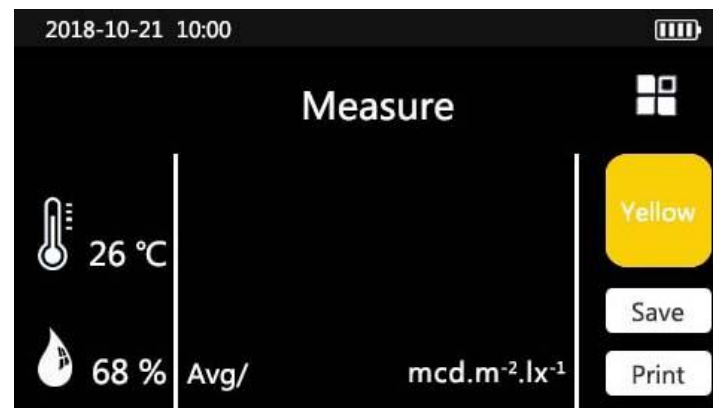 2018-10-21 10:00
Measure
Yellow
26 ℃
Save
68 %
Avg/
mcd.m⁻².lx⁻¹
Print